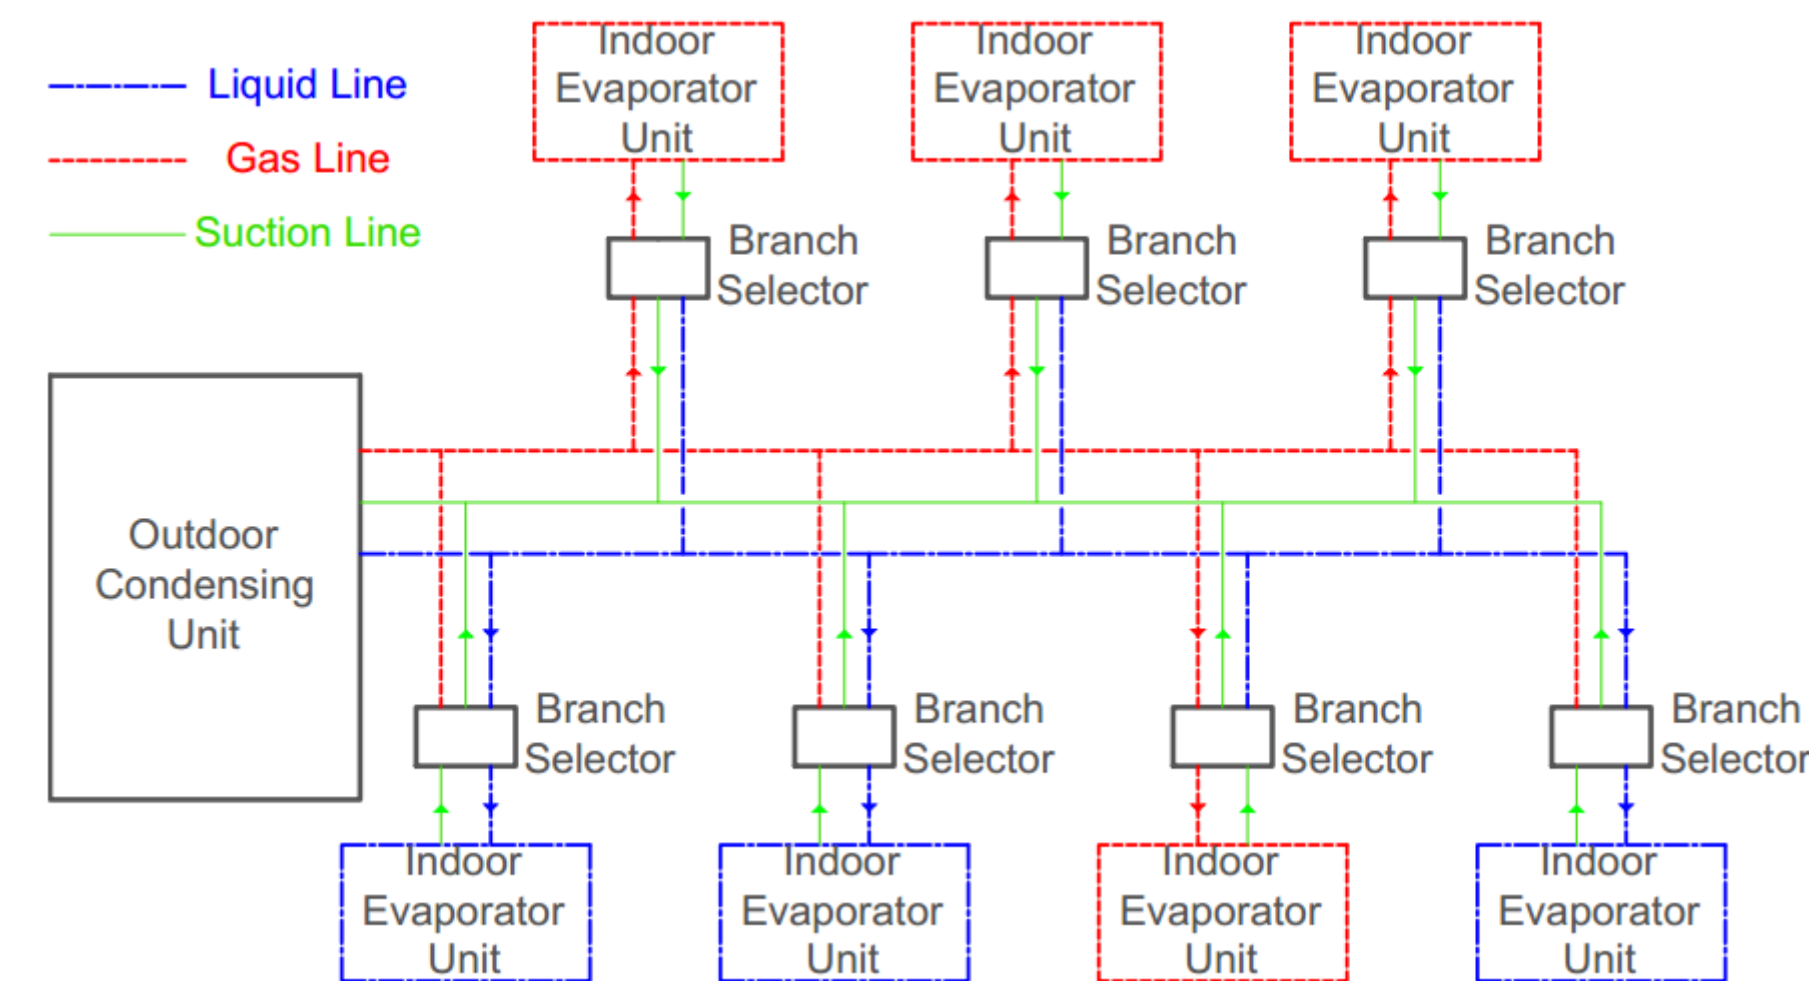 Liquid Line
Gas Line
Suction Line
Indoor
Evaporator
Unit
Indoor
Evaporator
Unit
Indoor
Evaporator
Unit
Branch
Selector
Branch
Selector
Branch
Selector
Outdoor
Condensing
Unit
Branch
Selector
Branch
Selector
Branch
Selector
Branch
Selector
Indoor
Evaporator
Unit
Indoor
Evaporator
Unit
Indoor
Evaporator
Unit
Indoor
Evaporator
Unit